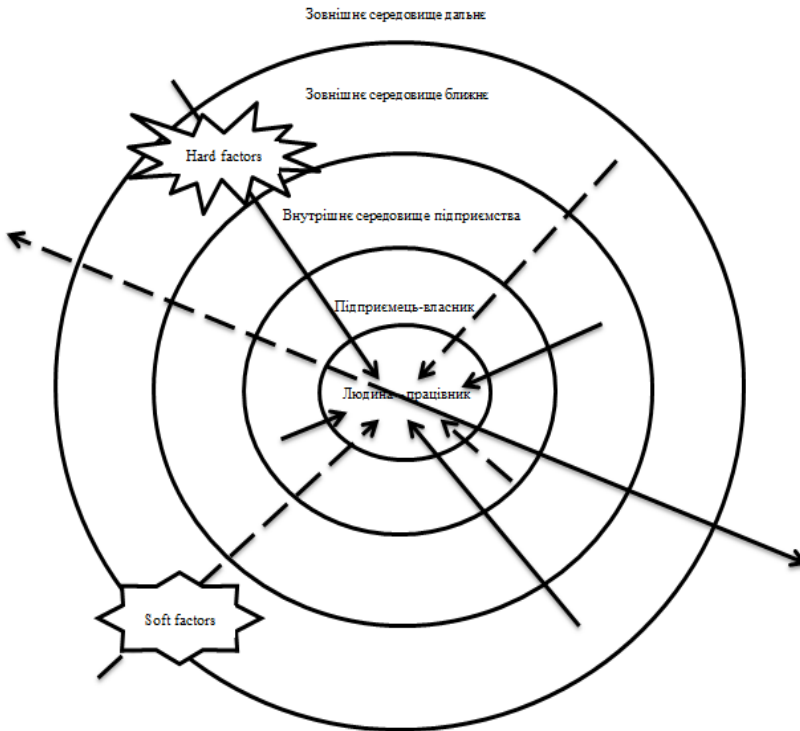 Зовнішнє середовище дальнє
Зовнішнє середовище ближнє
Hard factors
Внутрішнє середовище підприємства
Підприємець-власник
Людина - працівник
Soft factors